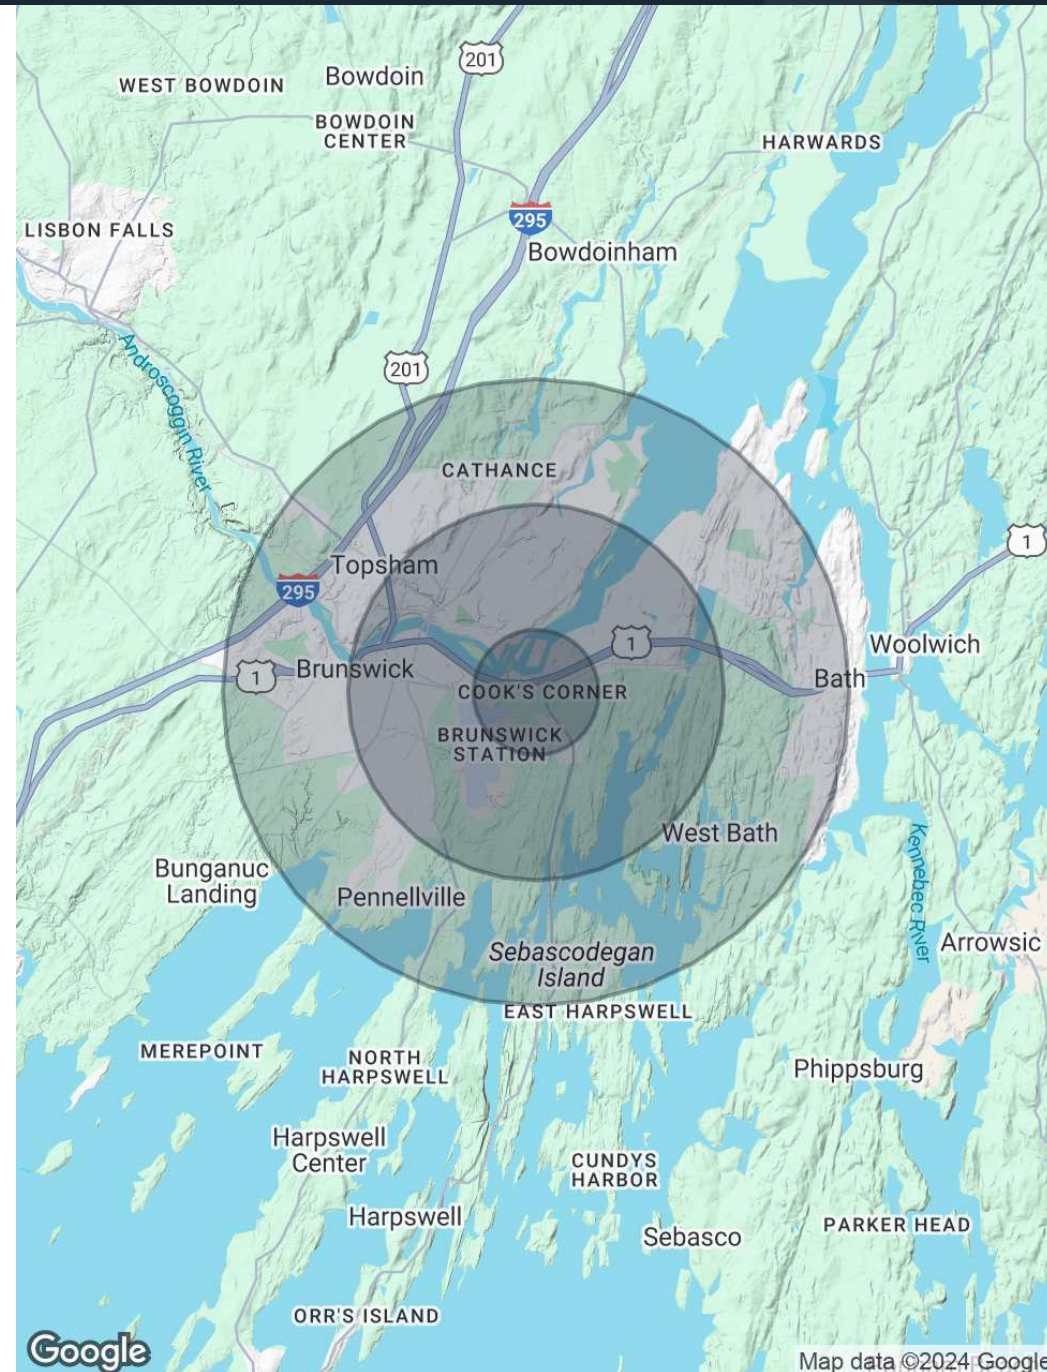 201
WEST BOWDOIN
Bowdoin
BOWDOIN
CENTER
HARWARDS
LISBON FALLS
295
Bowdoinham
Androscoggin River
201
CATHANCE
1
Topsham
295
1
Woolwich
Brunswick
1
Bath
COOK'S CORNER
BRUNSWICK
STATION
West Bath
Kennebec River
Bunganuc
Landing
Pennellville
Arrowsic
Sebascodegan
Island
EAST HARPSWELL
MEREPOINT
NORTH
HARPSWELL
Phippsburg
Harpswell
Center
CUNDYS
HARBOR
Harpswell
PARKER HEAD
Sebasco
ORR'S ISLAND
Google
Map data ©2024 Google